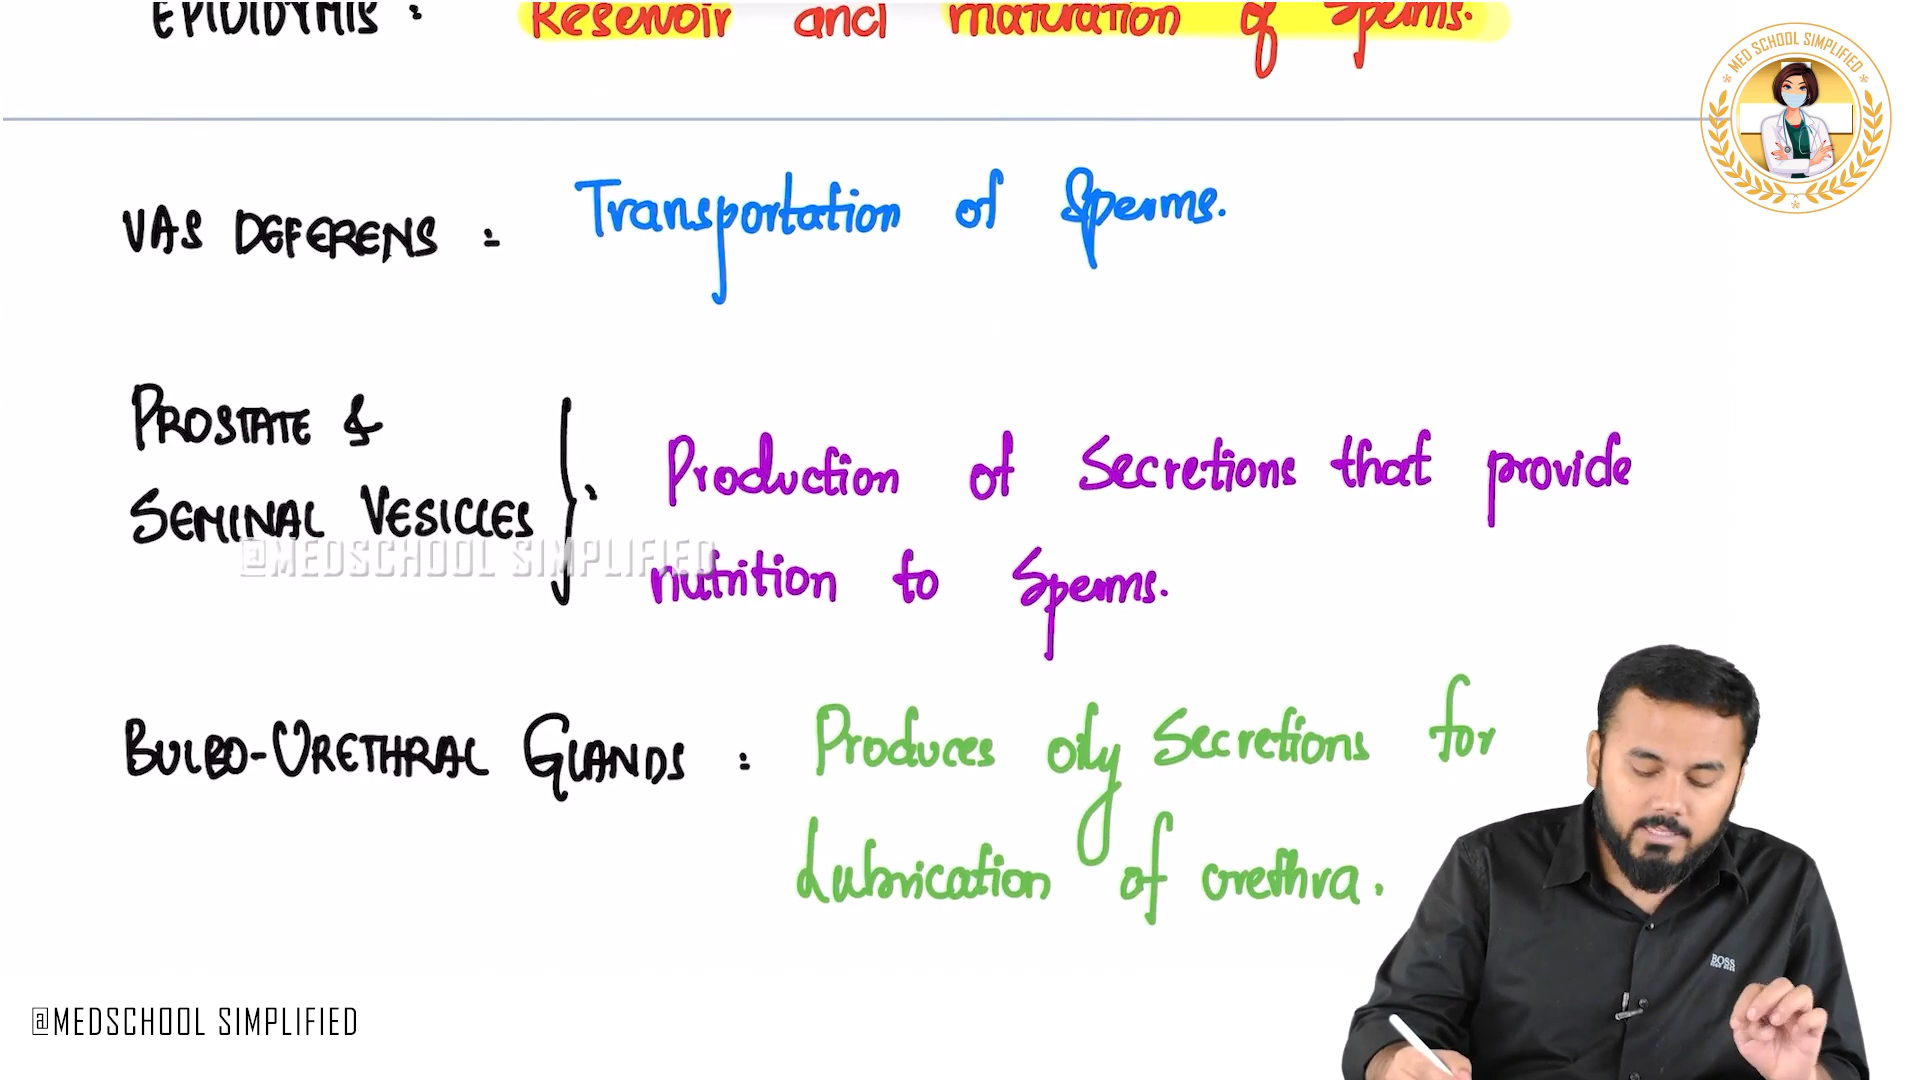 EPIDIDYMIS : Reservoir and maturation of Sperms.
MED SCHOOL SIMPLIFIED
VAS DEFERENS : Transportation of Sperms.
PROSTATE &
SEMINAL VESICLES } : Production of Secretions that provide
nutrition to Sperms.
@MEDSCHOOL SIMPLIFIED
BULBO-URETHRAL GLANDS : Produces oily Secretions for
Lubrication of urethra.
BOSS
@MEDSCHOOL SIMPLIFIED